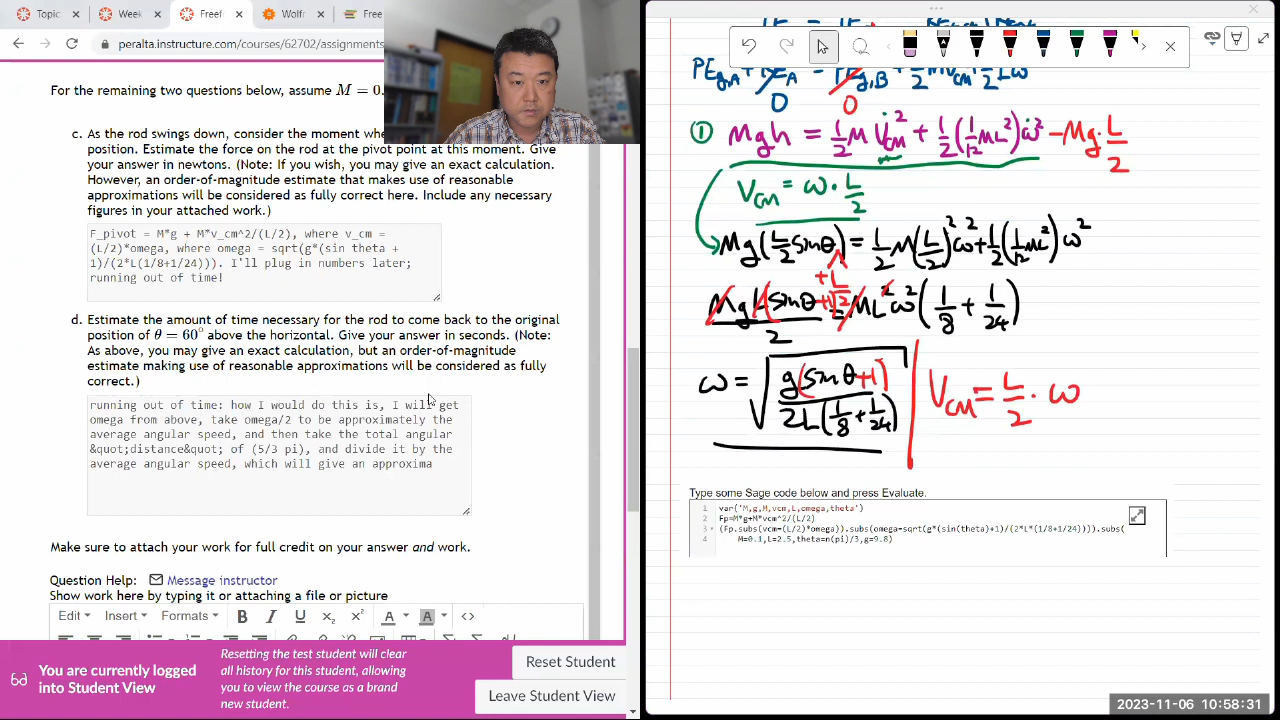 Topic
Week
Freef
Wolfr
Freef
peralta.instructure.com/course/62107/assignments
For the remaining two questions below, assume M = 0.
c. As the rod swings down, consider the moment whe
position. Estimate the force on the rod at the pivot point at this moment. Give
your answer in newtons. (Note: If you wish, you may give an exact calculation.
However, an order-of-magnitude estimate that makes use of reasonable
approximations will be considered as fully correct here. Include any necessary
figures in your attached work.)
F_pivot = M*g + M*v_cm^2/(L/2), where v_cm =
(L/2)*omega, where omega = sqrt(g*(sin theta +
1)/(2*L*(1/8+1/24))). I'll plug in numbers later;
running out of time!
d. Estimate the amount of time necessary for the rod to come back to the original
position of θ = 60° above the horizontal. Give your answer in seconds. (Note:
As above, you may give an exact calculation, but an order-of-magnitude
estimate making use of reasonable approximations will be considered as fully
correct.)
running out of time: how I would do this is, I will get
omega from above, take omega/2 to be approximately the
average angular speed, and then take the total angular
&quot;distance&quot; of (5/3 pi), and divide it by the
average angular speed, which will give an approxima
Make sure to attach your work for full credit on your answer and work.
Question Help: Message instructor
Show work here by typing it or attaching a file or picture
Edit Insert Formats B I U x₂ x² A A <>
You are currently logged
into Student View
Resetting the test student will clear
all history for this student, allowing
you to view the course as a brand
new student.
Reset Student
Leave Student View
① Mgh = 1/2 M V_CM² + 1/2 (1/12 ML²) ω² - Mg · L/2
V_CM = ω · L/2
Mg(L/2 sinθ + L/2) = 1/2 M(L/2)² ω² + 1/2 (1/12 ML²) ω²
ML²ω² (1/8 + 1/24)
ω = √ g(sinθ+1) / 2L(1/8 + 1/24)
V_CM = L/2 · ω
Type some Sage code below and press Evaluate.
1 var('M,g,M,vcm,L,omega,theta')
2 Fp=M*g+M*vcm^2/(L/2)
3 (Fp.subs(vcm=(L/2)*omega)).subs(omega=sqrt(g*(sin(theta)+1)/(2*L*(1/8+1/24)))).subs(
4 M=0.1,L=2.5,theta=n(pi)/3,g=9.8)
2023-11-06 10:58:31